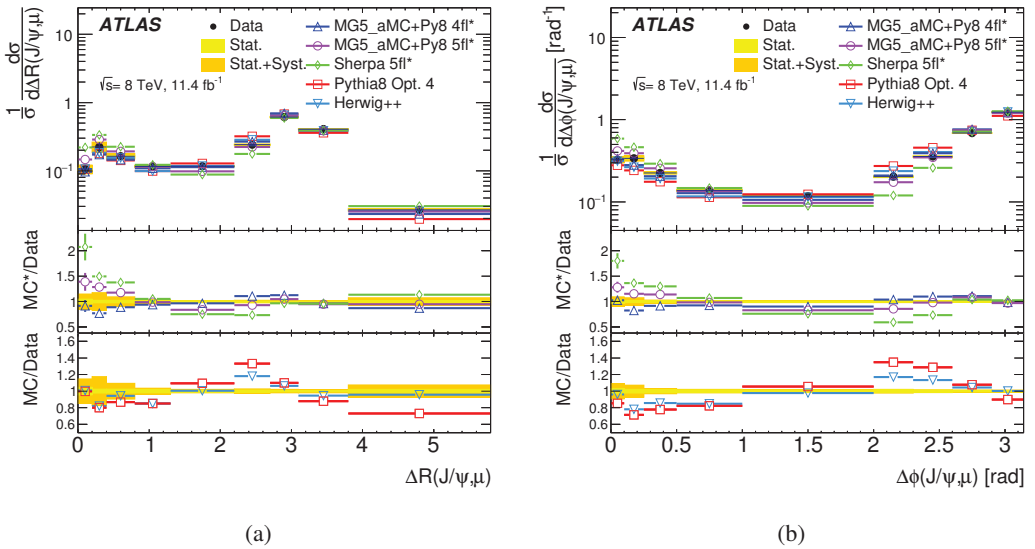 ATLAS
Data
Stat.
Stat.+Syst.
MG5_aMC+Py8 4fl*
MG5_aMC+Py8 5fl*
Sherpa 5fl*
Pythia8 Opt. 4
Herwig++
√s= 8 TeV, 11.4 fb⁻¹
1/σ dσ/dΔR(J/ψ,μ)
10
1
10⁻¹
MC*/Data
2
1.5
1
0.5
MC/Data
1.6
1.4
1.2
1
0.8
0.6
0 1 2 3 4 5
ΔR(J/ψ,μ)
(a)
ATLAS
Data
Stat.
Stat.+Syst.
MG5_aMC+Py8 4fl*
MG5_aMC+Py8 5fl*
Sherpa 5fl*
Pythia8 Opt. 4
Herwig++
√s= 8 TeV, 11.4 fb⁻¹
1/σ dσ/dΔϕ(J/ψ,μ) [rad⁻¹]
10
1
10⁻¹
MC*/Data
2
1.5
1
0.5
MC/Data
1.6
1.4
1.2
1
0.8
0.6
0 0.5 1 1.5 2 2.5 3
Δϕ(J/ψ,μ) [rad]
(b)